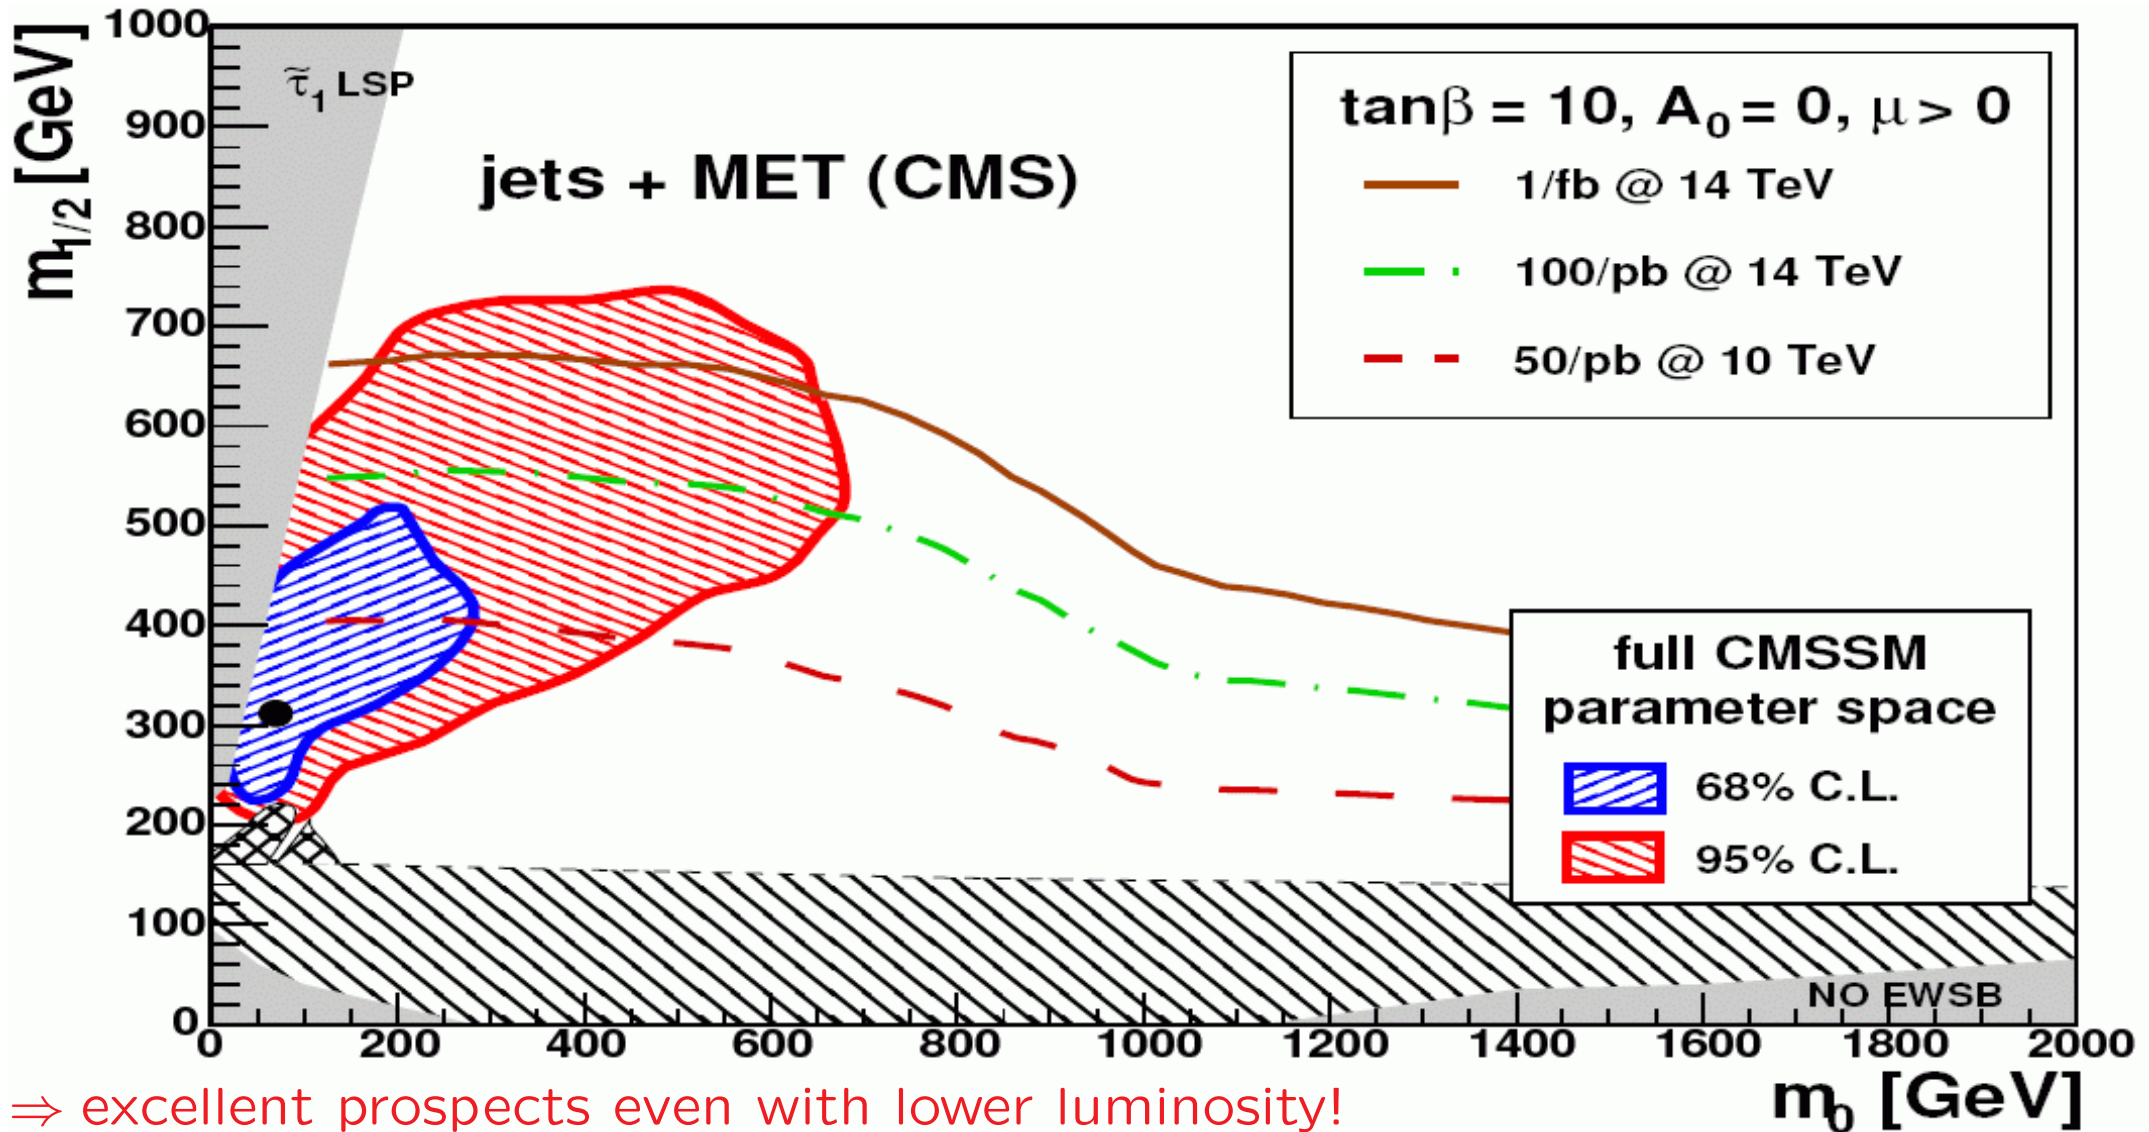 1000
900
800
700
600
500
400
300
200
100
0
m1/2 [GeV]
τ̃1 LSP
jets + MET (CMS)
tanβ = 10, A0 = 0, μ > 0
1/fb @ 14 TeV
100/pb @ 14 TeV
50/pb @ 10 TeV
full CMSSM
parameter space
68% C.L.
95% C.L.
NO EWSB
0 200 400 600 800 1000 1200 1400 1600 1800 2000
m0 [GeV]
⇒ excellent prospects even with lower luminosity!